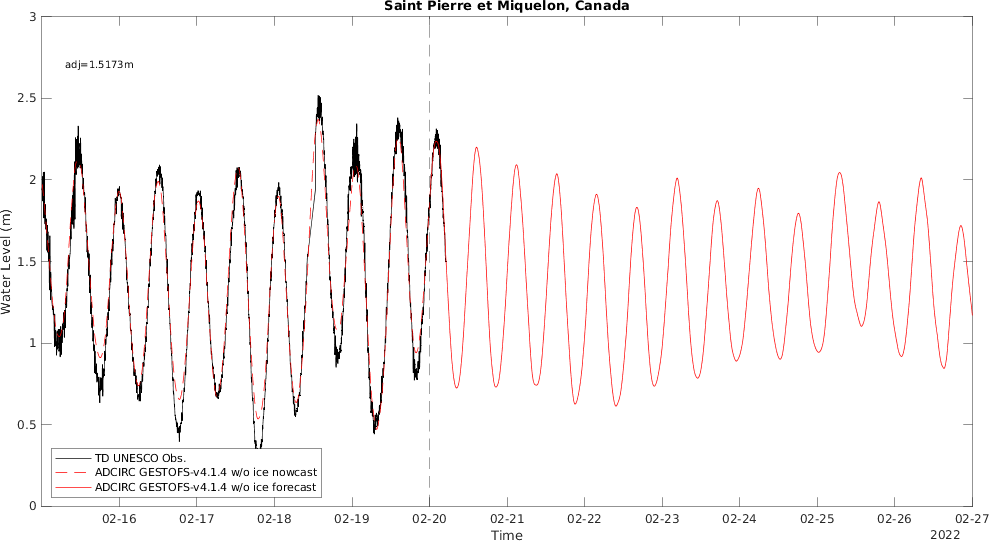 Saint Pierre et Miquelon, Canada
adj=1.5173m
3
2.5
2
1.5
1
0.5
0
Water Level (m)
TD UNESCO Obs.
ADCIRC GESTOFS-v4.1.4 w/o ice nowcast
ADCIRC GESTOFS-v4.1.4 w/o ice forecast
02-16 02-17 02-18 02-19 02-20 02-21 02-22 02-23 02-24 02-25 02-26 02-27
Time
2022